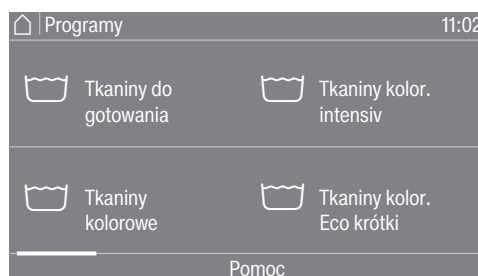 Programy 11:02
Tkaniny do
gotowania
Tkaniny kolor.
intensiv
Tkaniny
kolorowe
Tkaniny kolor.
Eco krótki
Pomoc